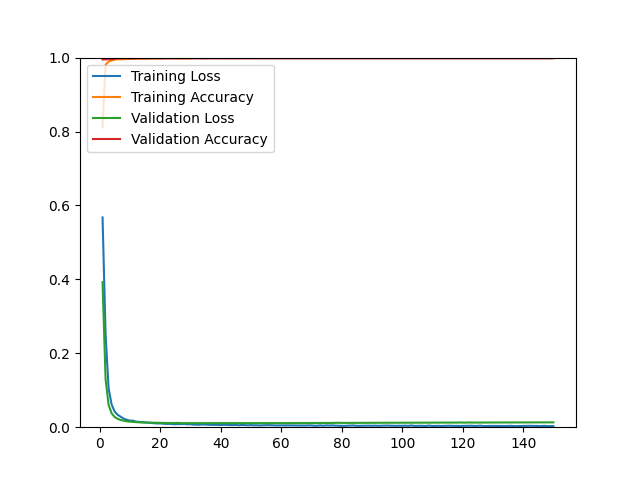 1.0
0.8
0.6
0.4
0.2
0.0
Training Loss
Training Accuracy
Validation Loss
Validation Accuracy
0 20 40 60 80 100 120 140